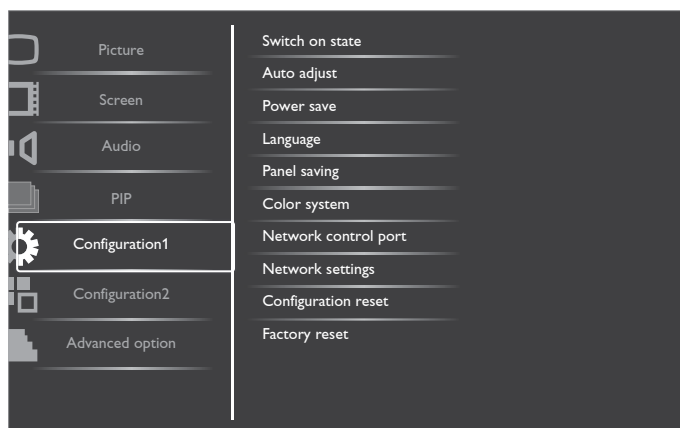 Picture
Screen
Audio
PIP
Configuration1
Configuration2
Advanced option
Switch on state
Auto adjust
Power save
Language
Panel saving
Color system
Network control port
Network settings
Configuration reset
Factory reset